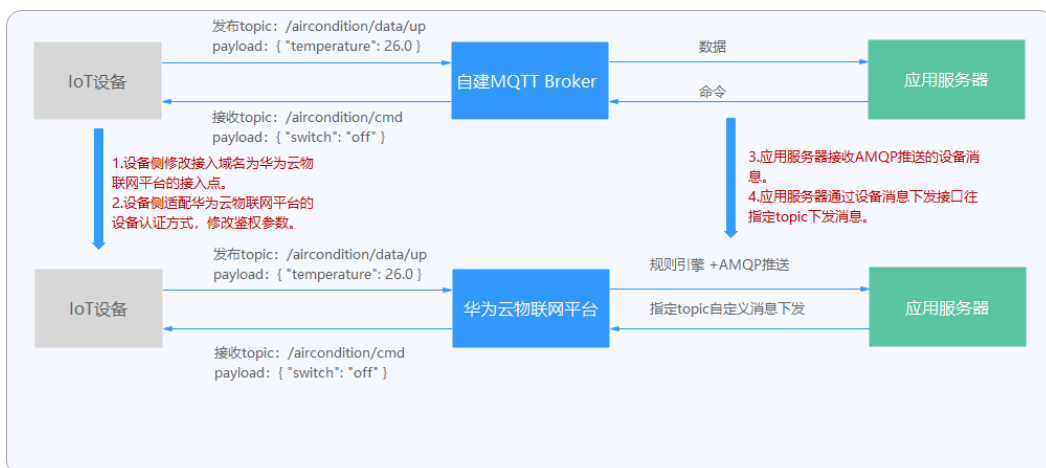 发布topic：/aircondition/data/up
payload：{ "temperature": 26.0 }
IoT设备
自建MQTT Broker
数据
命令
应用服务器
接收topic：/aircondition/cmd
payload：{ "switch": "off" }
1.设备侧修改接入域名为华为云物
联网平台的接入点。
2.设备侧适配华为云物联网平台的
设备认证方式，修改鉴权参数。
3.应用服务器接收AMQP推送的设备消
息。
4.应用服务器通过设备消息下发接口往
指定topic下发消息。
发布topic：/aircondition/data/up
payload：{ "temperature": 26.0 }
IoT设备
华为云物联网平台
规则引擎 +AMQP推送
指定topic自定义消息下发
应用服务器
接收topic：/aircondition/cmd
payload：{ "switch": "off" }